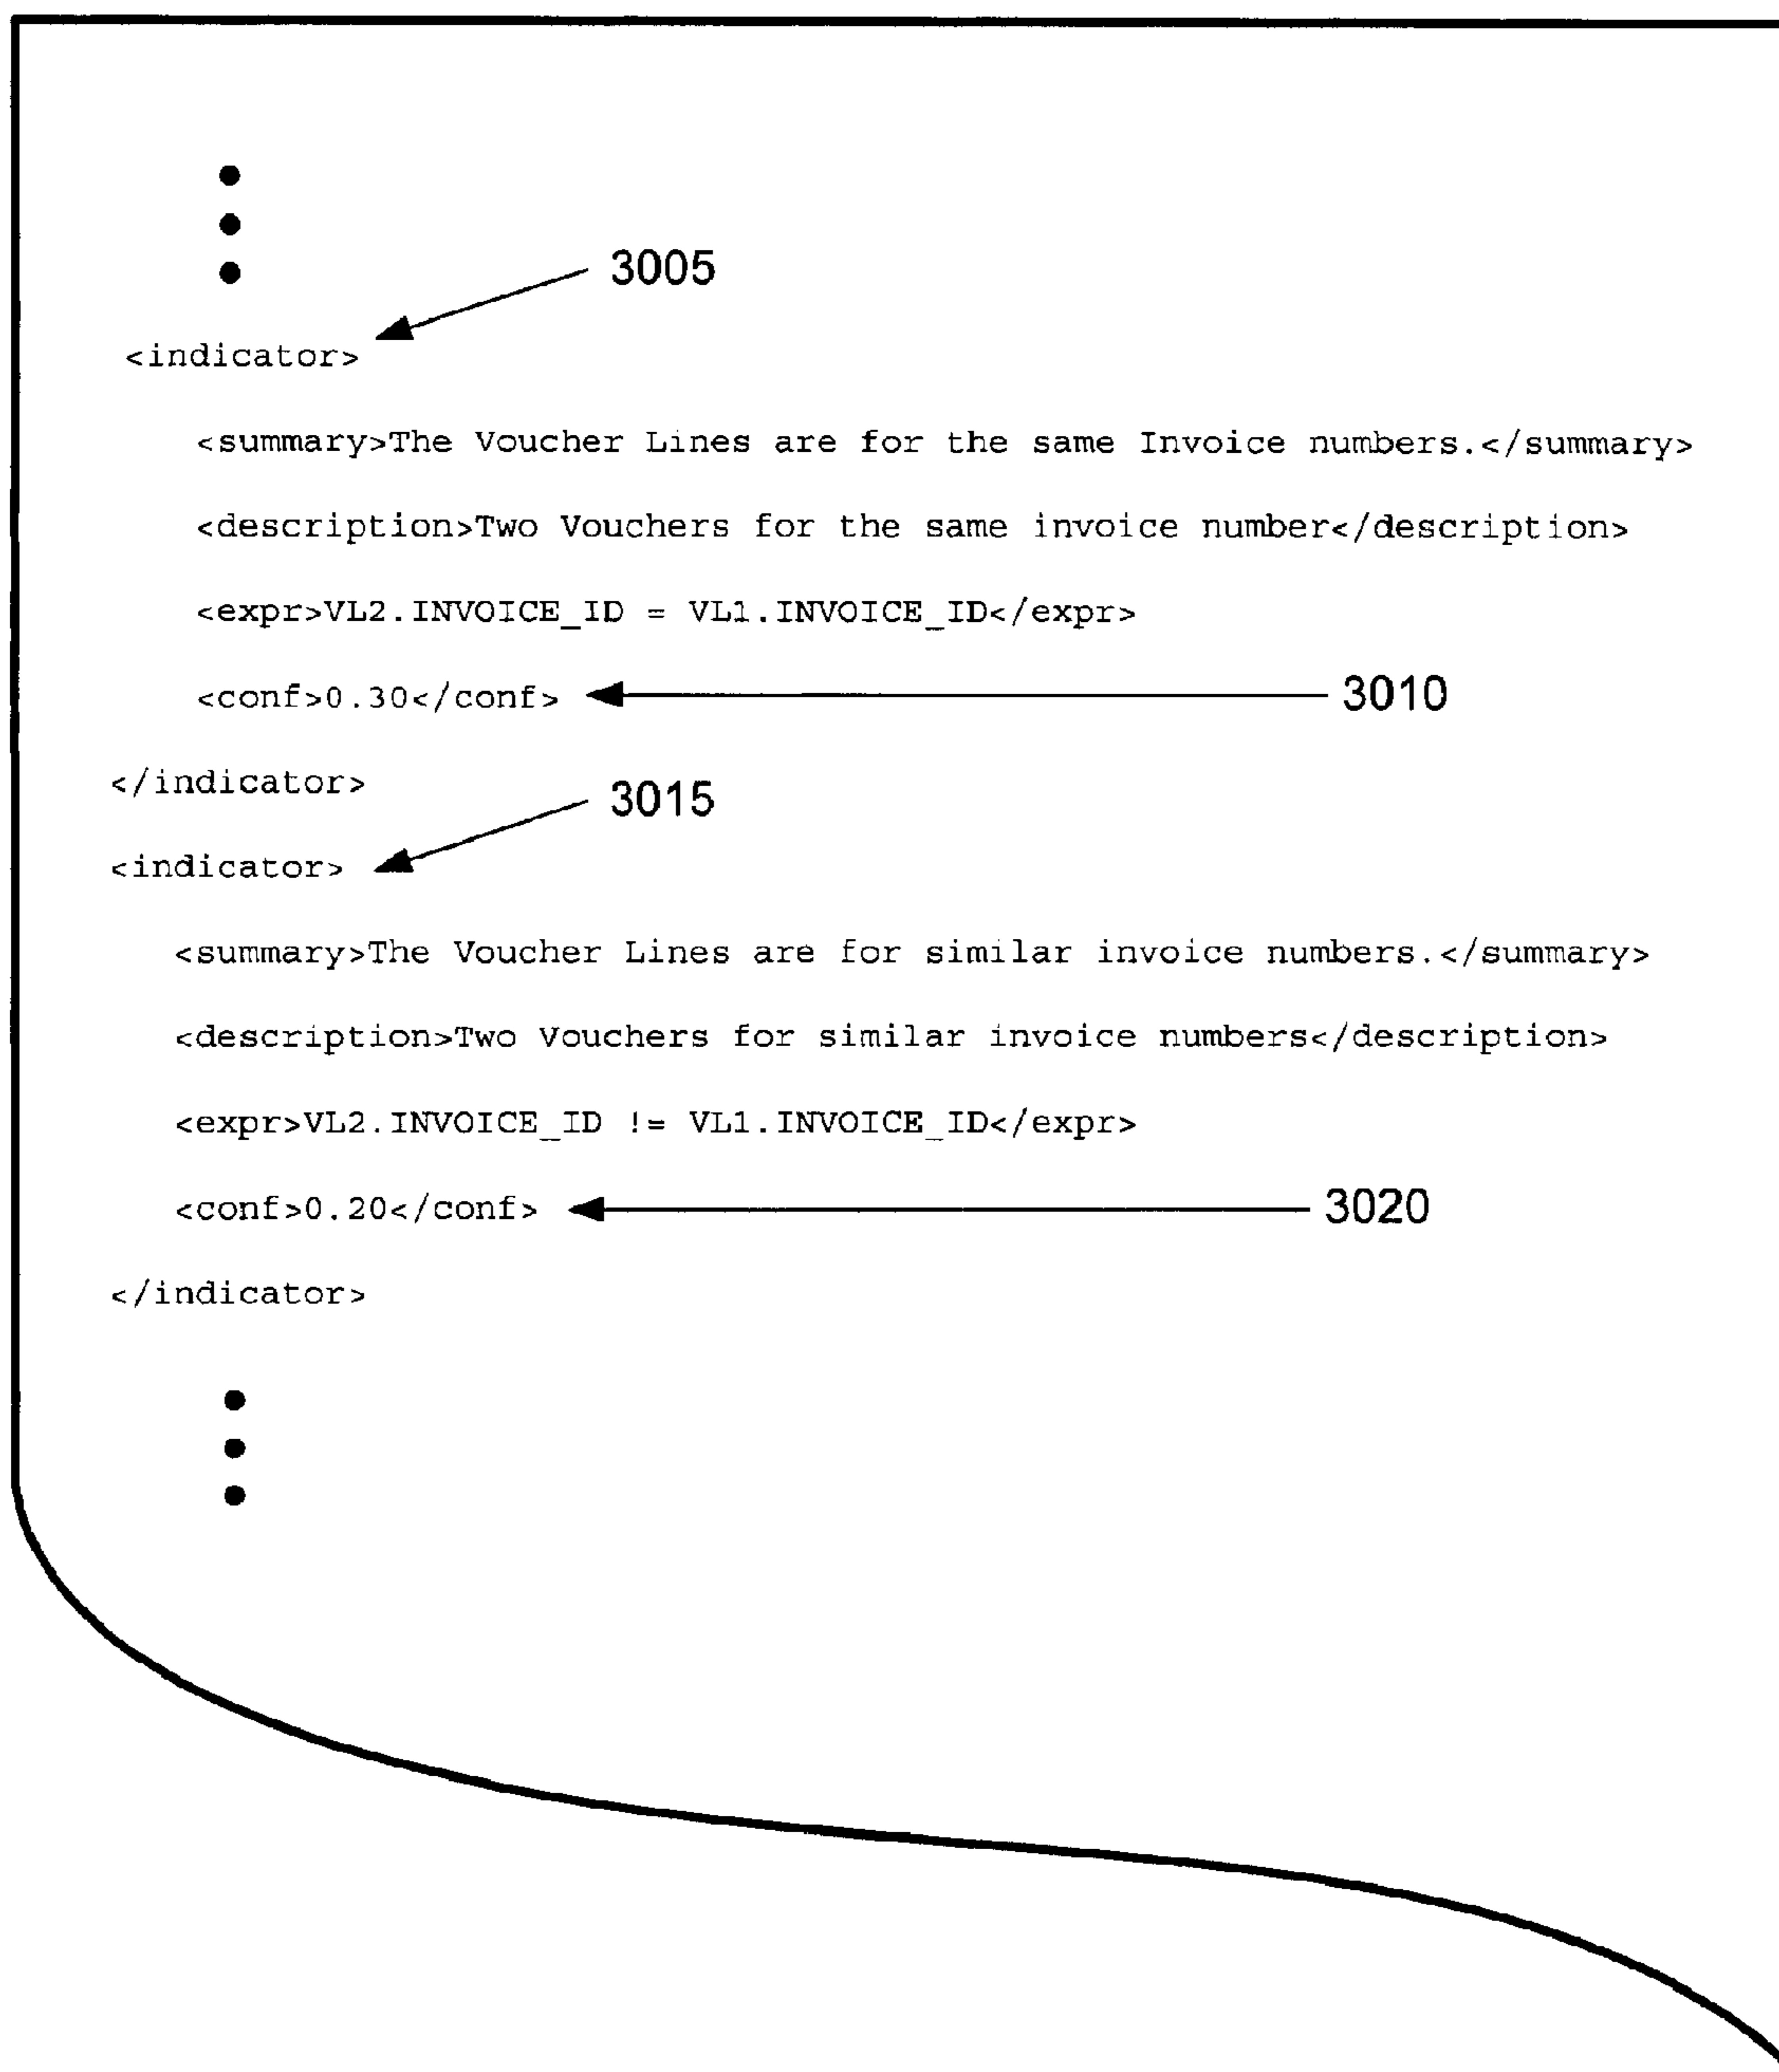 3005
<indicator>
<summary>The Voucher Lines are for the same Invoice numbers.</summary>
<description>Two Vouchers for the same invoice number</description>
<expr>VL2.INVOICE_ID = VL1.INVOICE_ID</expr>
<conf>0.30</conf> 3010
</indicator>
3015
<indicator>
<summary>The Voucher Lines are for similar invoice numbers.</summary>
<description>Two Vouchers for similar invoice numbers</description>
<expr>VL2.INVOICE_ID != VL1.INVOICE_ID</expr>
<conf>0.20</conf> 3020
</indicator>